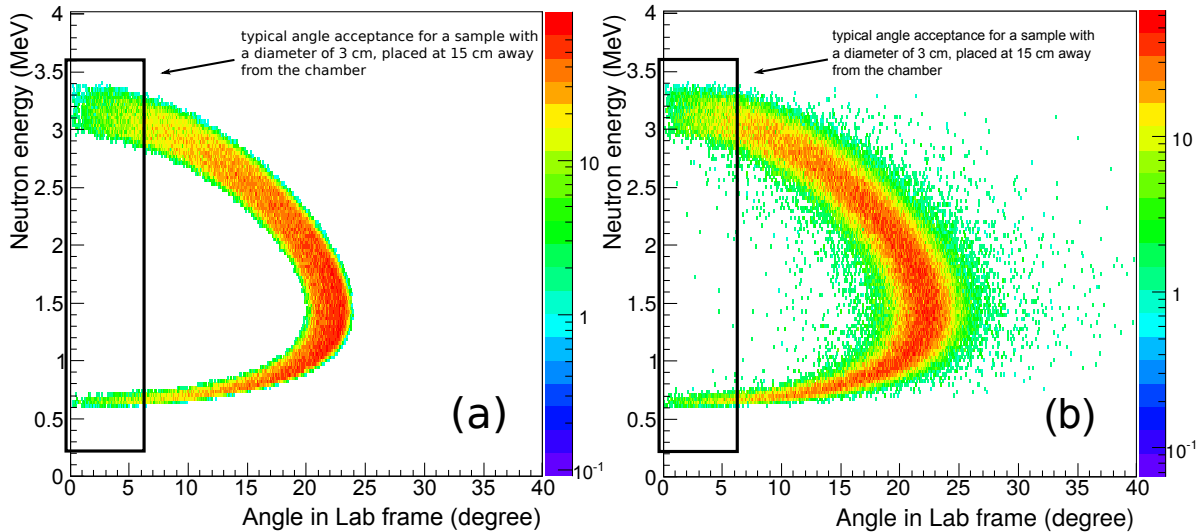 Neutron energy (MeV)
4
3.5
3
2.5
2
1.5
1
0.5
0
typical angle acceptance for a sample with
a diameter of 3 cm, placed at 15 cm away
from the chamber
(a)
0 5 10 15 20 25 30 35 40
Angle in Lab frame (degree)
10
1
10⁻¹
Neutron energy (MeV)
4
3.5
3
2.5
2
1.5
1
0.5
0
typical angle acceptance for a sample with
a diameter of 3 cm, placed at 15 cm away
from the chamber
(b)
0 5 10 15 20 25 30 35 40
Angle in Lab frame (degree)
10
1
10⁻¹